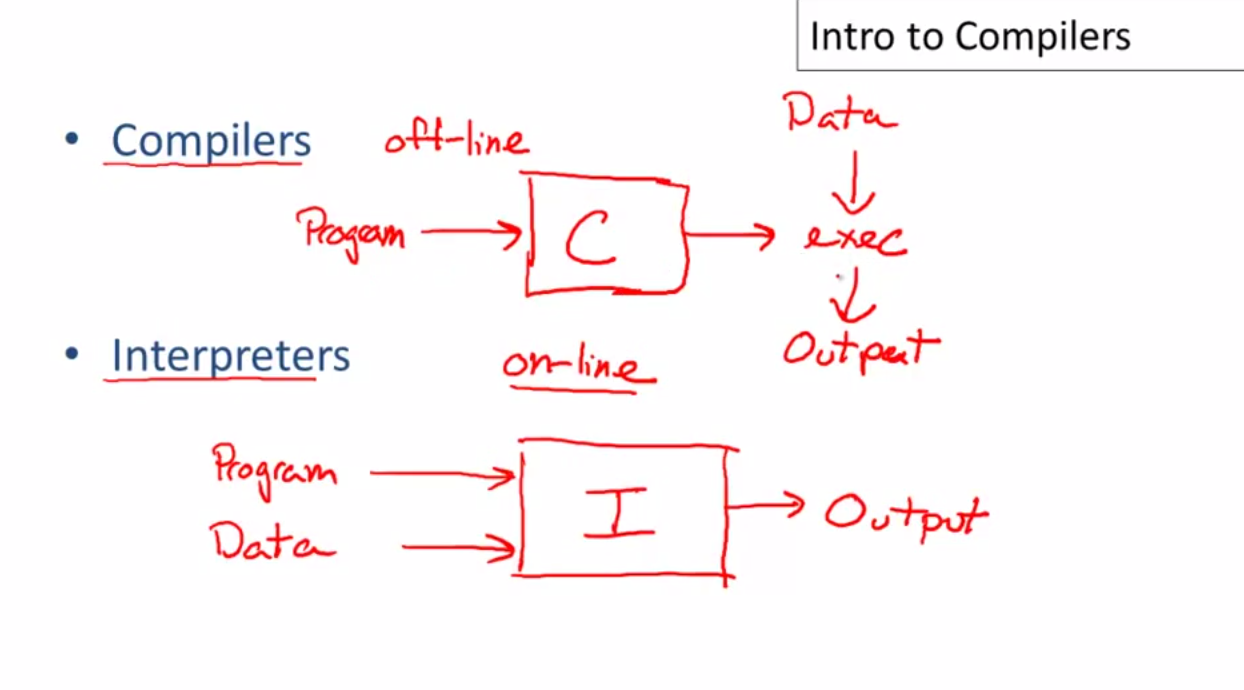 Intro to Compilers
• Compilers off-line
Data
Program C exec
Output
• Interpreters on-line
Program
I Output
Data